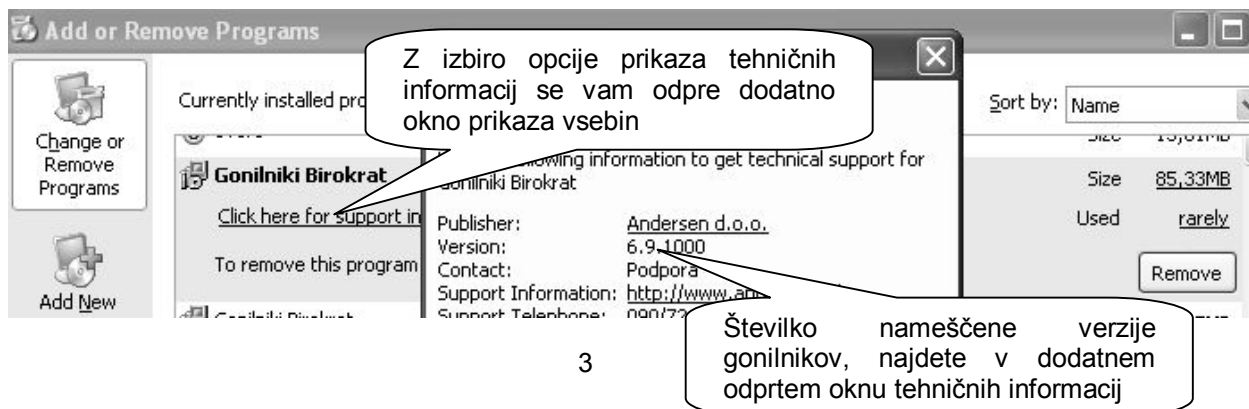 Add or Remove Programs
Z izbiro opcije prikaza tehničnih
informacij se vam odpre dodatno
okno prikaza vsebin
Change or
Remove
Programs
Currently installed
Sort by: Name
Size
Gonilniki Birokrat
Size 85,33MB
Click here for support
Used rarely
To remove this program
Remove
Add New
information to get technical support for
Gonilniki Birokrat
Publisher: Andersen d.o.o.
Version: 6.9.1000
Contact: Podpora
Support Information: http://www.
Support Telephone: 090/72
Gonilniki Birokrat
Številko nameščene verzije
gonilnikov, najdete v dodatnem
odprtem oknu tehničnih informacij
3